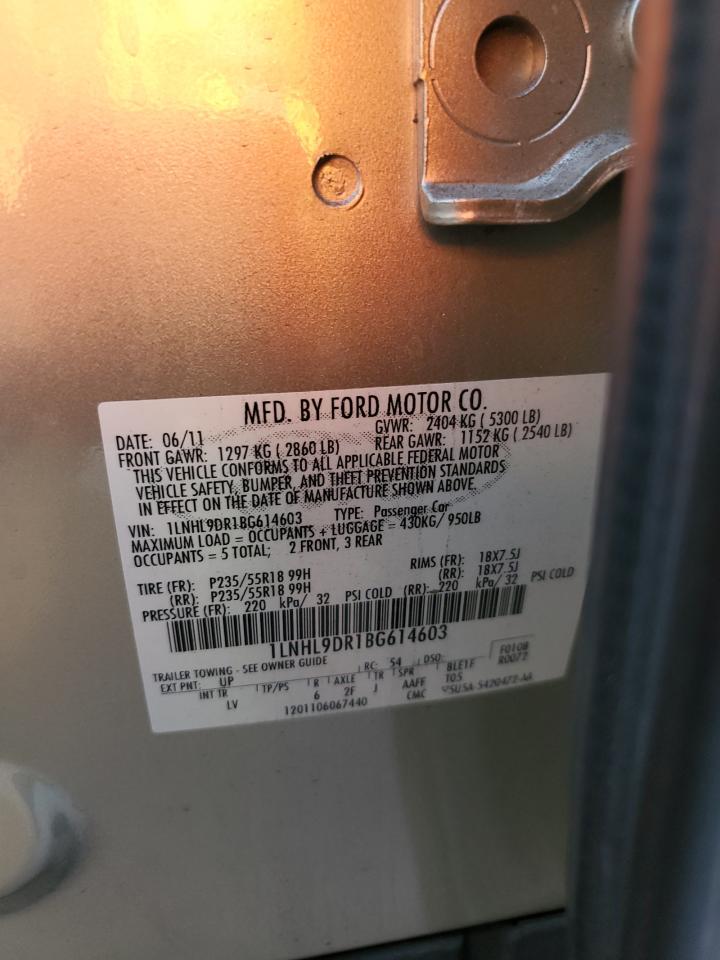 MFD. BY FORD MOTOR CO.
DATE: 06/11 GVWR: 2404 KG ( 5300 LB)
FRONT GAWR: 1297 KG ( 2860 LB) REAR GAWR: 1152 KG ( 2540 LB)
THIS VEHICLE CONFORMS TO ALL APPLICABLE FEDERAL MOTOR
VEHICLE SAFETY, BUMPER, AND THEFT PREVENTION STANDARDS
IN EFFECT ON THE DATE OF MANUFACTURE SHOWN ABOVE.
VIN: 1LNHL9DR1BG614603 TYPE: Passenger Car
MAXIMUM LOAD = OCCUPANTS + LUGGAGE = 430KG/ 950LB
OCCUPANTS = 5 TOTAL; 2 FRONT, 3 REAR
TIRE (FR): P235/55R18 99H RIMS (FR): 18X7.5J
(RR): P235/55R18 99H (RR): 18X7.5J
PRESSURE (FR): 220 kPa/ 32 PSI COLD (RR): 220 kPa/ 32 PSI COLD
1LNHL9DR1BG614603
TRAILER TOWING - SEE OWNER GUIDE RC: 54 DSO: F0108
EXT PNT: UP BLE1F R0072
INT TR TP/PS R AXLE TR SPR T05
LV 6 2F J AAFE
1201106067440 CMC